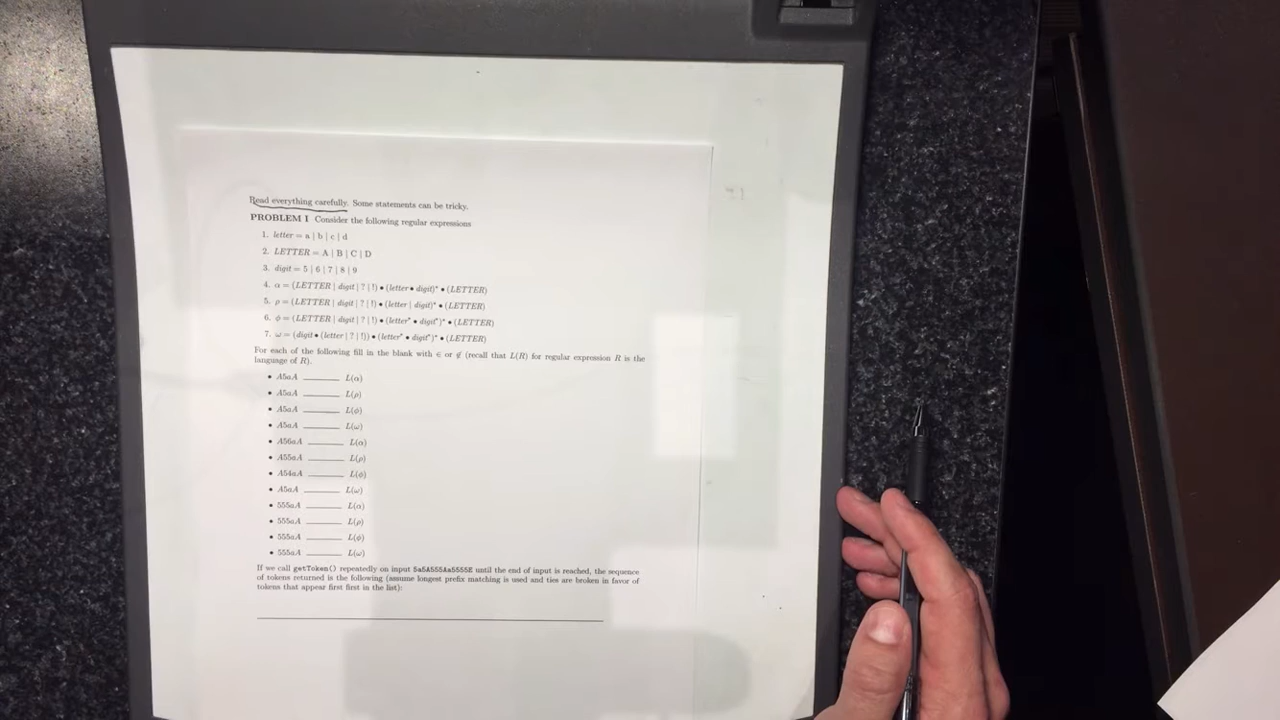 Read everything carefully. Some statements can be tricky.
PROBLEM I Consider the following regular expressions
1. letter = a | b | c | d
2. LETTER = A | B | C | D
3. digit = 5 | 6 | 7 | 8 | 9
4. α = (LETTER | digit | ? | !) • (letter • digit)* • (LETTER)
5. ρ = (LETTER | digit | ? | !) • (letter | digit)* • (LETTER)
6. ϕ = (LETTER | digit | ? | !) • (letter* • digit*)* • (LETTER)
7. ω = (digit • (letter | ? | !)) • (letter* • digit*)* • (LETTER)
For each of the following fill in the blank with ∈ or ∉ (recall that L(R) for regular expression R is the
language of R).
• A5aA ______ L(α)
• A5aA ______ L(ρ)
• A5aA ______ L(ϕ)
• A5aA ______ L(ω)
• A56aA ______ L(α)
• A55aA ______ L(ρ)
• A54aA ______ L(ϕ)
• A5aA ______ L(ω)
• 555aA ______ L(α)
• 555aA ______ L(ρ)
• 555aA ______ L(ϕ)
• 555aA ______ L(ω)
If we call getToken() repeatedly on input 5a5A555Aa5555E until the end of input is reached, the sequence
of tokens returned is the following (assume longest prefix matching is used and ties are broken in favor of
tokens that appear first first in the list):